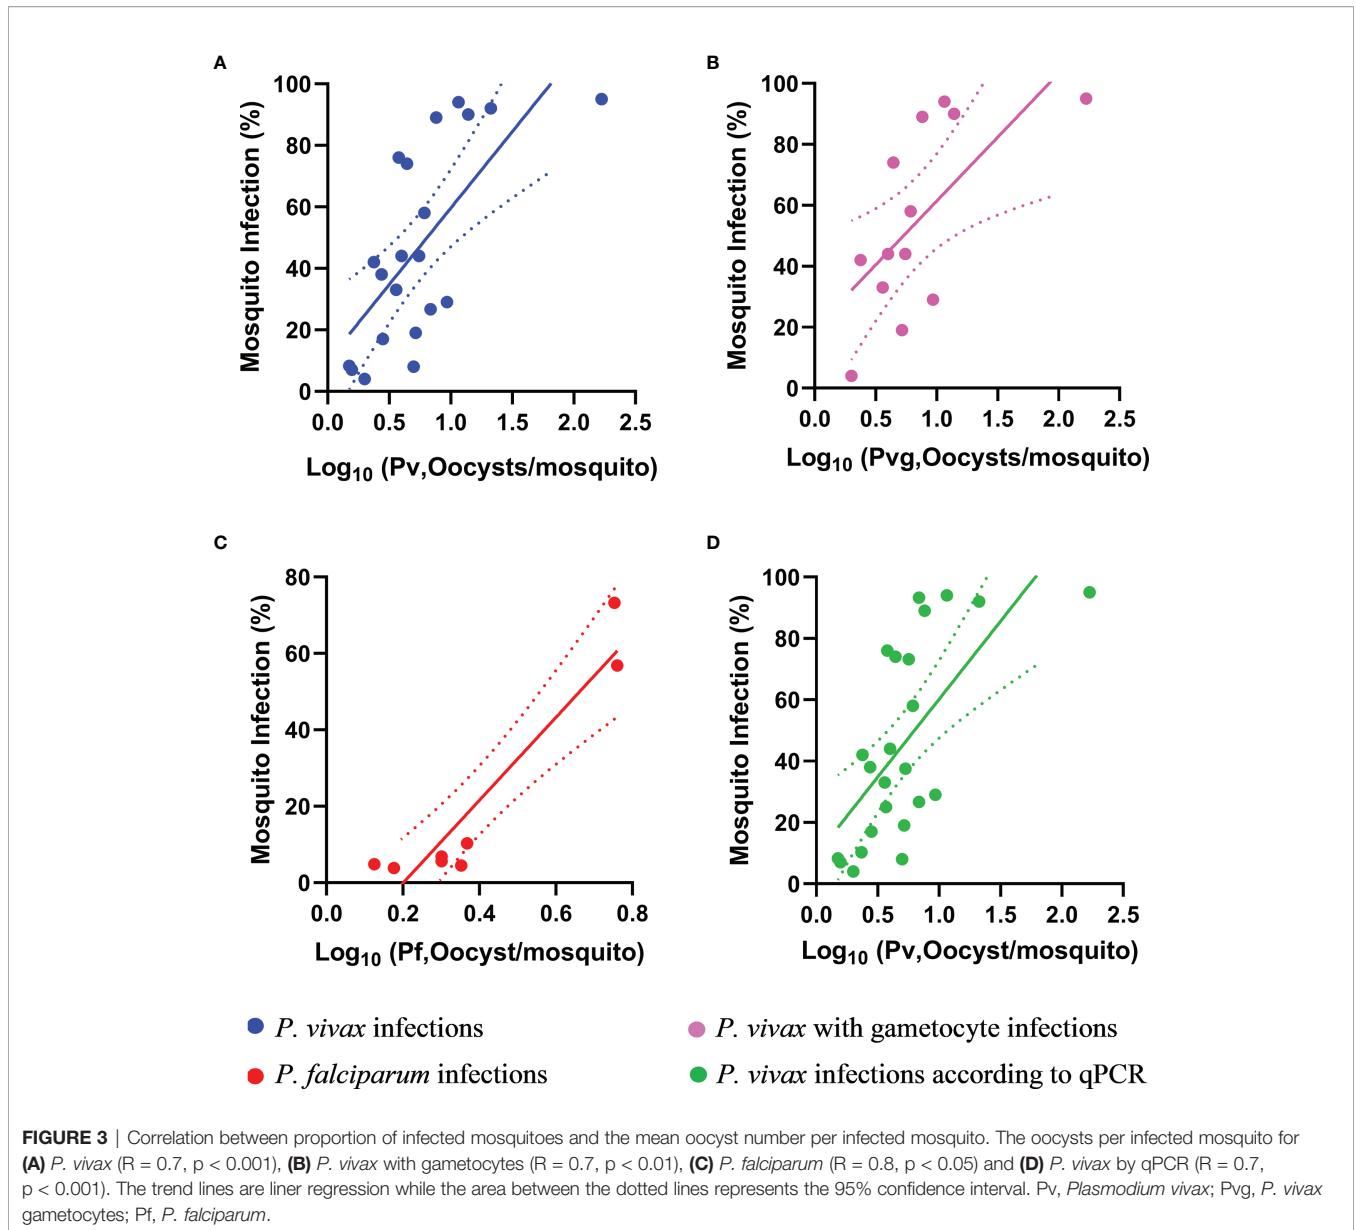 A
B
100
80
60
40
20
0
Mosquito Infection (%)
0.0 0.5 1.0 1.5 2.0 2.5
Log10 (Pv,Oocysts/mosquito)
100
80
60
40
20
0
Mosquito Infection (%)
0.0 0.5 1.0 1.5 2.0 2.5
Log10 (Pvg,Oocysts/mosquito)
C
D
80
60
40
20
0
Mosquito Infection (%)
0.0 0.2 0.4 0.6 0.8
Log10 (Pf,Oocyst/mosquito)
100
80
60
40
20
0
Mosquito Infection (%)
0.0 0.5 1.0 1.5 2.0 2.5
Log10 (Pv,Oocyst/mosquito)
P. vivax infections
P. vivax with gametocyte infections
P. falciparum infections
P. vivax infections according to qPCR
FIGURE 3 | Correlation between proportion of infected mosquitoes and the mean oocyst number per infected mosquito. The oocysts per infected mosquito for
(A) P. vivax (R = 0.7, p < 0.001), (B) P. vivax with gametocytes (R = 0.7, p < 0.01), (C) P. falciparum (R = 0.8, p < 0.05) and (D) P. vivax by qPCR (R = 0.7,
p < 0.001). The trend lines are liner regression while the area between the dotted lines represents the 95% confidence interval. Pv, Plasmodium vivax; Pvg, P. vivax
gametocytes; Pf, P. falciparum.